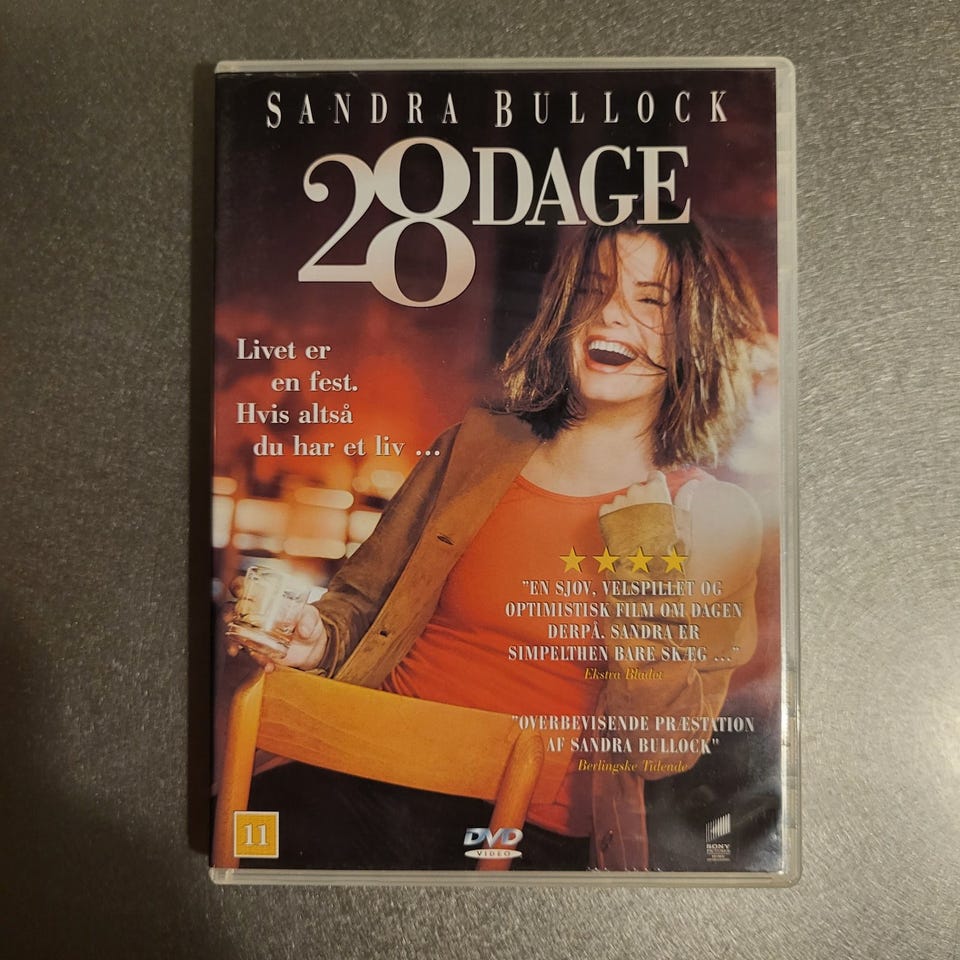 SANDRA BULLOCK
28 DAGE
Livet er
en fest.
Hvis altså
du har et liv ...
"EN SJOV, VELSPILLET OG
OPTIMISTISK FILM OM DAGEN
DERPÅ. SANDRA ER
SIMPELTHEN BARE SKÆG ..."
Ekstra Bladet
"OVERBEVISENDE PRÆSTATION
AF SANDRA BULLOCK"
Berlingske Tidende
11
DVD
VIDEO
SONY
PICTURES